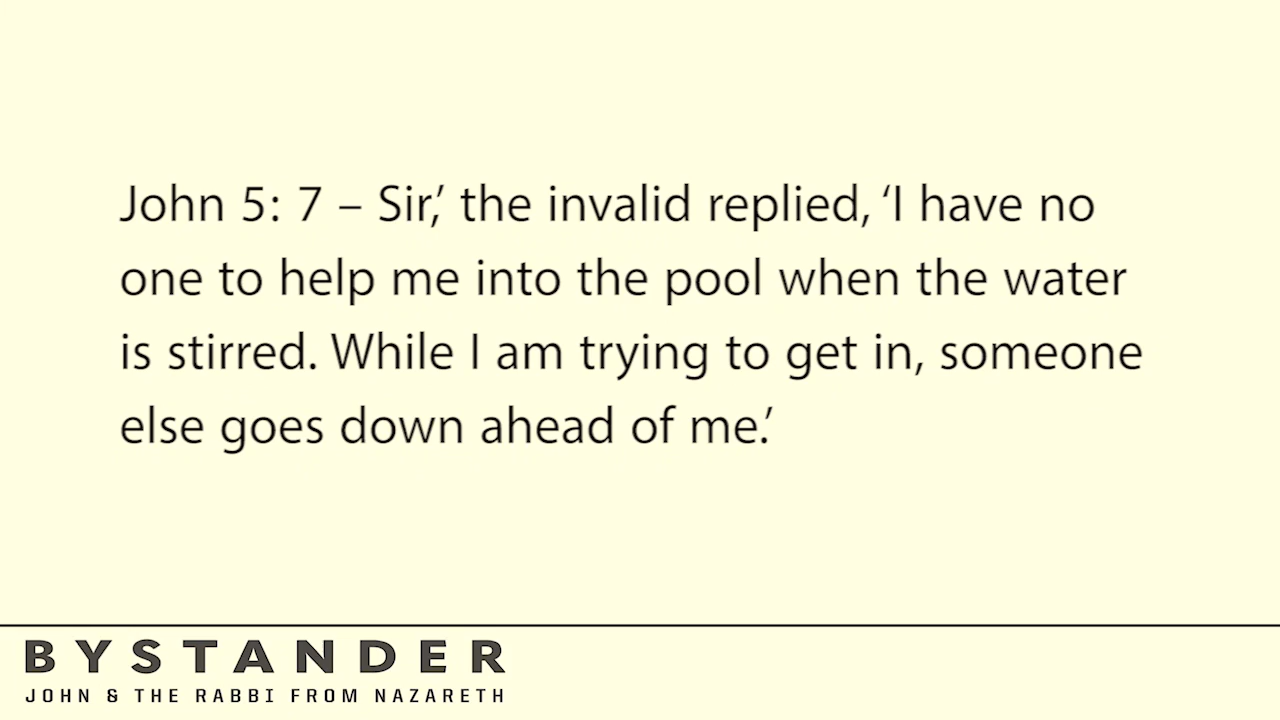 John 5: 7 – Sir,’ the invalid replied, ‘I have no
one to help me into the pool when the water
is stirred. While I am trying to get in, someone
else goes down ahead of me.’
BYSTANDER
JOHN & THE RABBI FROM NAZARETH